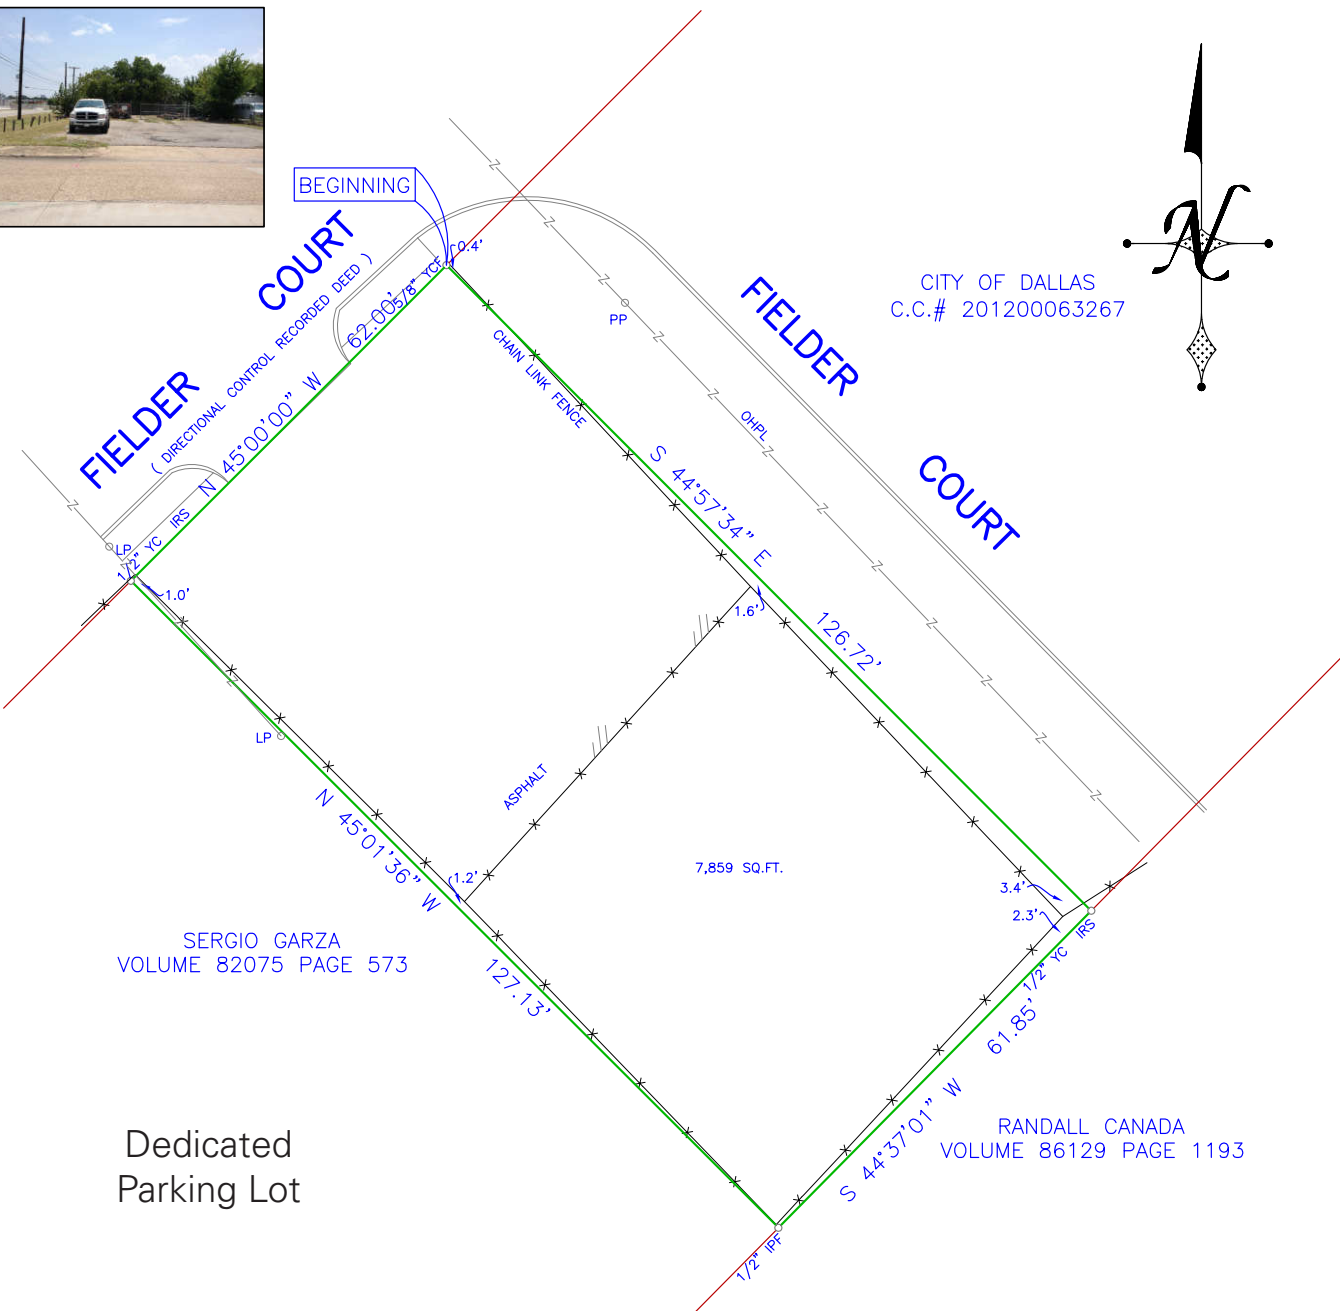 BEGINNING
FIELDER COURT
( DIRECTIONAL CONTROL RECORDED DEED )
N 45°00'00" W
62.00'
5/8" YCF
0.4'
PP
CHAIN LINK FENCE
OHPL
FIELDER COURT
CITY OF DALLAS
C.C.# 201200063267
N
S 44°57'34" E
126.72'
LP
1/2" YC IRS
1.0'
1.6'
LP
ASPHALT
7,859 SQ.FT.
N 45°01'36" W
127.13'
1.2'
3.4'
2.3'
1/2" YC IRS
SERGIO GARZA
VOLUME 82075 PAGE 573
S 44°37'01" W
61.85'
RANDALL CANADA
VOLUME 86129 PAGE 1193
Dedicated
Parking Lot
1/2" IPF